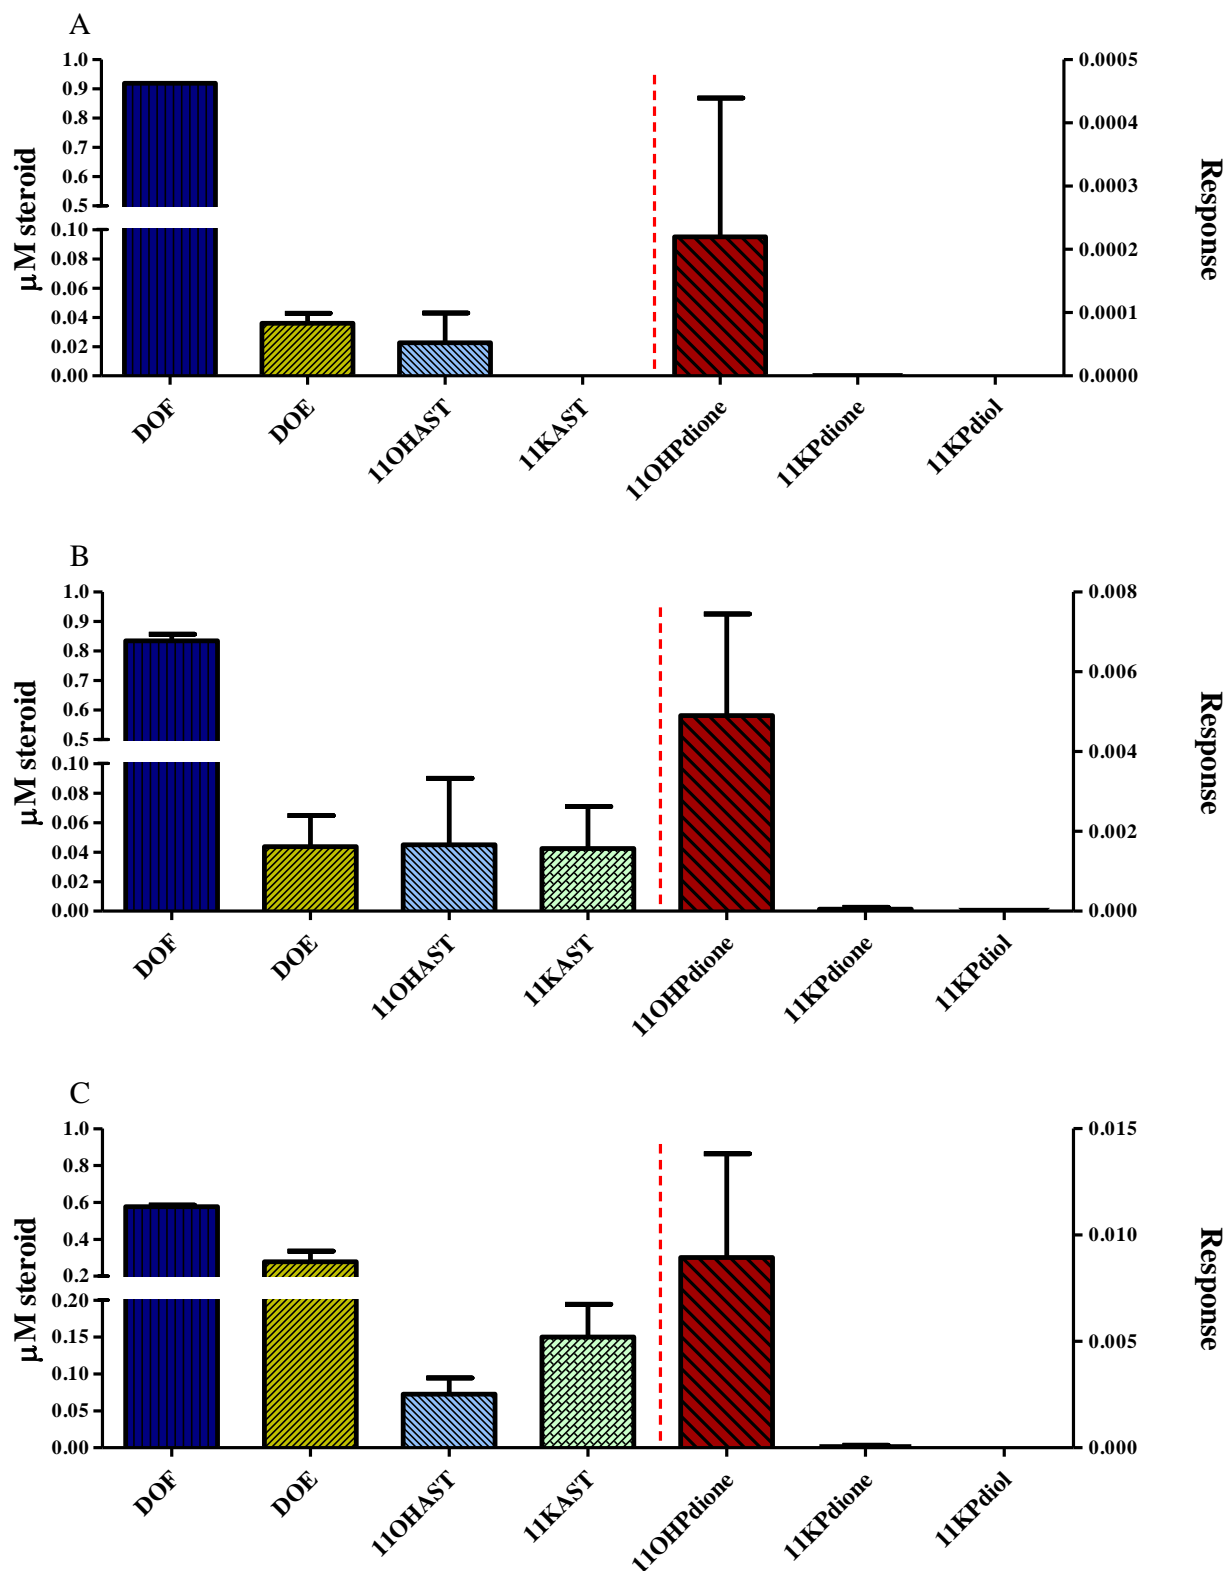 A
1.0
0.9
0.8
0.7
0.6
0.5
0.10
0.08
0.06
0.04
0.02
0.00
µM steroid
0.0005
0.0004
0.0003
0.0002
0.0001
0.0000
Response
DOF
DOE
11OHAST
11KAST
11OHPdione
11KPdione
11KPdiol
B
1.0
0.9
0.8
0.7
0.6
0.5
0.10
0.08
0.06
0.04
0.02
0.00
µM steroid
0.008
0.006
0.004
0.002
0.000
Response
DOF
DOE
11OHAST
11KAST
11OHPdione
11KPdione
11KPdiol
C
1.0
0.8
0.6
0.4
0.2
0.20
0.15
0.10
0.05
0.00
µM steroid
0.015
0.010
0.005
0.000
Response
DOF
DOE
11OHAST
11KAST
11OHPdione
11KPdione
11KPdiol